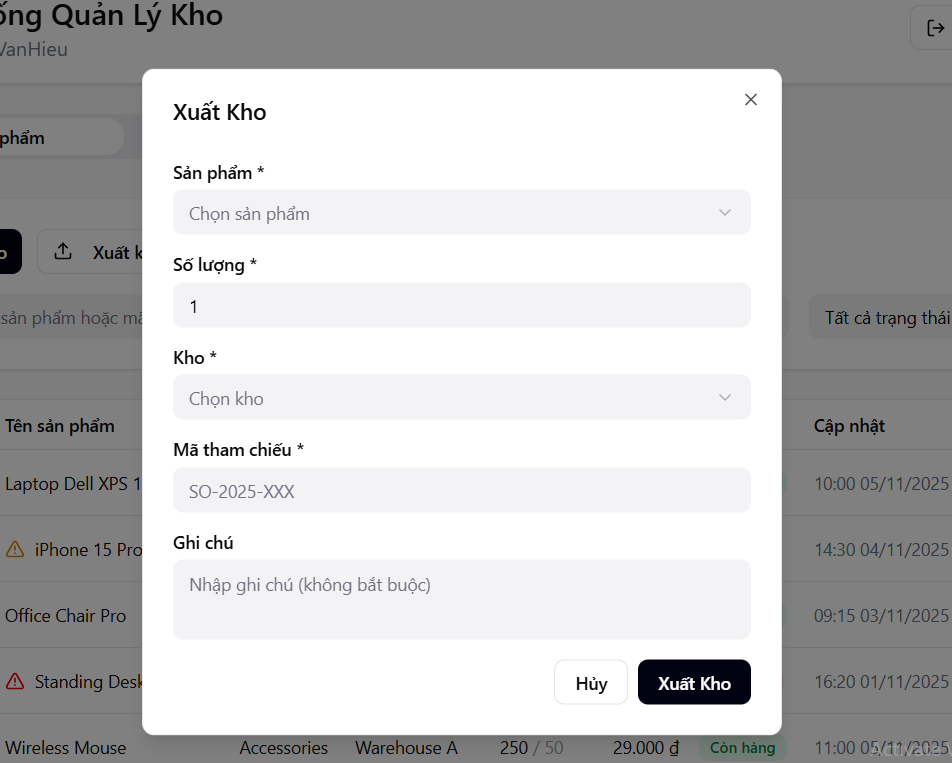 ống Quản Lý Kho
VanHieu
Xuất Kho
phẩm
Sản phẩm *
Chọn sản phẩm
Xuất k
Số lượng *
1
sản phẩm hoặc mã
Tất cả trạng thái
Kho *
Chọn kho
Tên sản phẩm
Cập nhật
Mã tham chiếu *
SO-2025-XXX
Laptop Dell XPS 1
10:00 05/11/2025
Ghi chú
iPhone 15 Pro
14:30 04/11/2025
Nhập ghi chú (không bắt buộc)
Office Chair Pro
09:15 03/11/2025
Standing Desk
16:20 01/11/2025
Hủy
Xuất Kho
Wireless Mouse Accessories Warehouse A 250 / 50 29.000 ₫ Còn hàng 11:00 05/11/2025
Activate